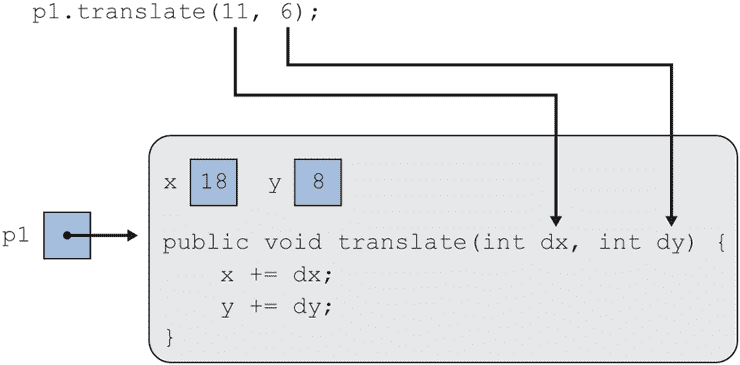 p1.translate(11, 6);
x 18 y 8
p1
public void translate(int dx, int dy) {
x += dx;
y += dy;
}